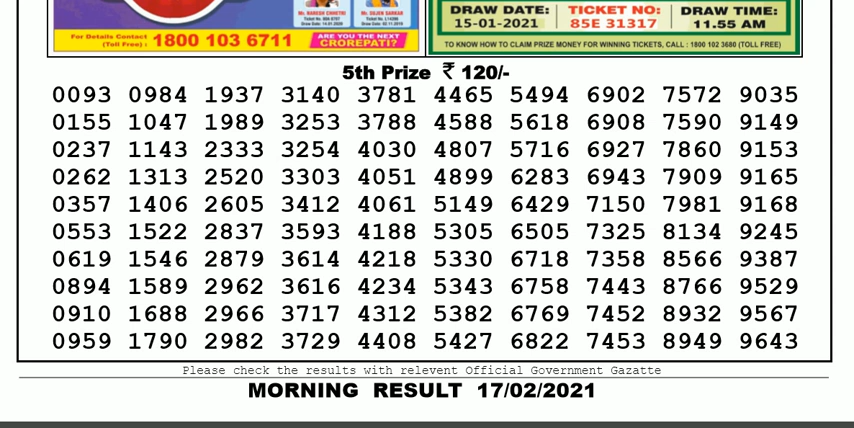 Mr. NARESH CHHETRI
Draw Date:
DRAW DATE:
15-01-2021
TICKET NO:
85E 31317
DRAW TIME:
11.55 AM
For Details Contact
(Toll Free) : 1800 103 6711
ARE YOU THE NEXT
CROREPATI?
TO KNOW HOW TO CLAIM PRIZE MONEY FOR WINNING TICKETS, CALL : 1800 102 3680 (TOLL FREE)
5th Prize ₹ 120/-
0093 0984 1937 3140 3781 4465 5494 6902 7572 9035
0155 1047 1989 3253 3788 4588 5618 6908 7590 9149
0237 1143 2333 3254 4030 4807 5716 6927 7860 9153
0262 1313 2520 3303 4051 4899 6283 6943 7909 9165
0357 1406 2605 3412 4061 5149 6429 7150 7981 9168
0553 1522 2837 3593 4188 5305 6505 7325 8134 9245
0619 1546 2879 3614 4218 5330 6718 7358 8566 9387
0894 1589 2962 3616 4234 5343 6758 7443 8766 9529
0910 1688 2966 3717 4312 5382 6769 7452 8932 9567
0959 1790 2982 3729 4408 5427 6822 7453 8949 9643
Please check the results with relevent Official Government Gazatte
MORNING RESULT 17/02/2021